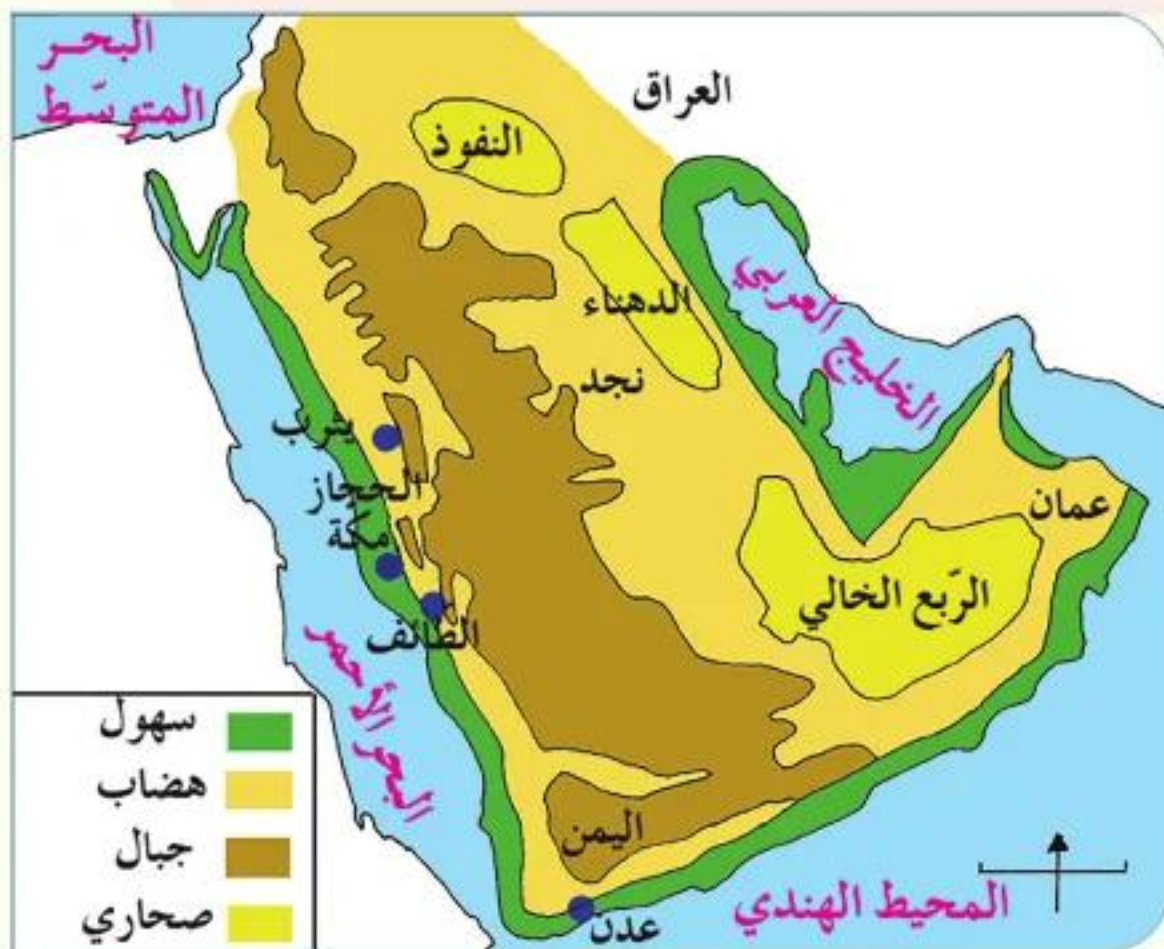 البحر
المتوسّط
العراق
النفوذ
الدهناء
الخليج العربي
نجد
يثرب
الحجاز
مكة
عمان
الرّبع الخالي
الطائف
البحر الأحمر
سهول
هضاب
جبال
صحاري
اليمن
عدن
المحيط الهندي